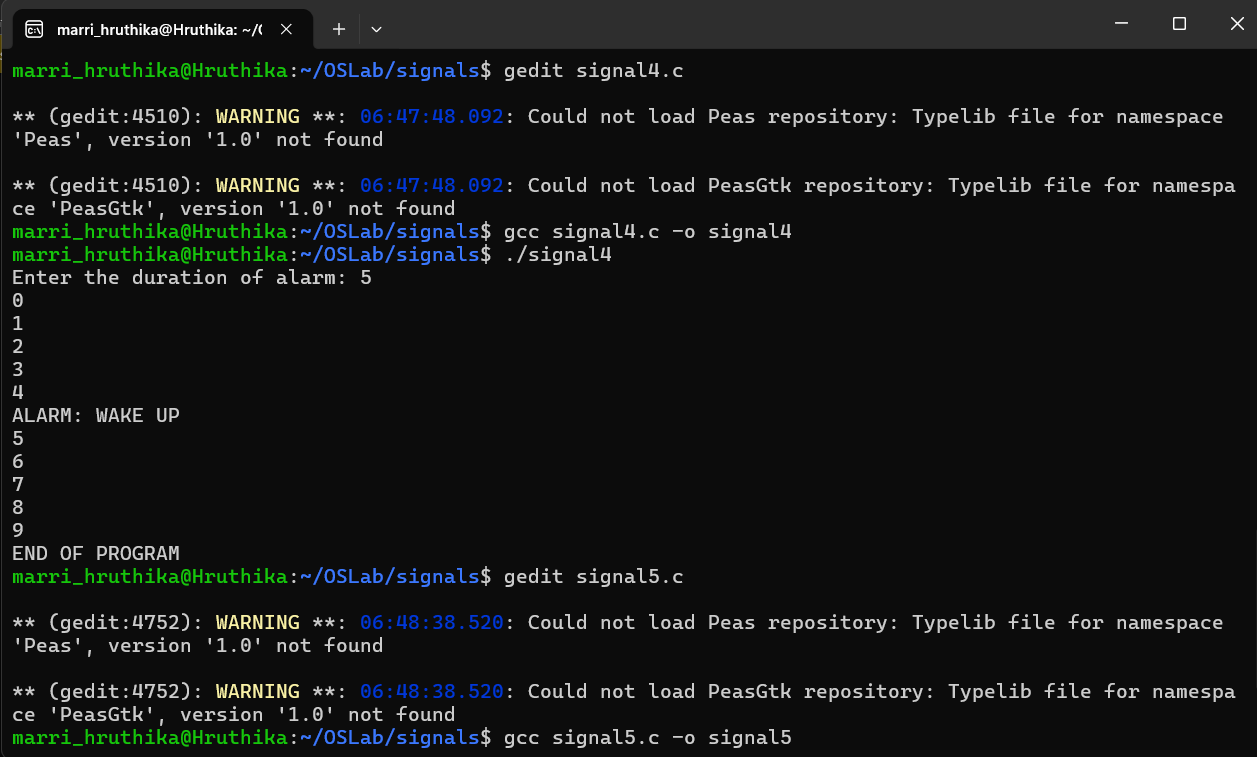 marri_hruthika@Hruthika: ~/(
marri_hruthika@Hruthika:~/OSLab/signals$ gedit signal4.c
** (gedit:4510): WARNING **: 06:47:48.092: Could not load Peas repository: Typelib file for namespace
'Peas', version '1.0' not found
** (gedit:4510): WARNING **: 06:47:48.092: Could not load PeasGtk repository: Typelib file for namespa
ce 'PeasGtk', version '1.0' not found
marri_hruthika@Hruthika:~/OSLab/signals$ gcc signal4.c -o signal4
marri_hruthika@Hruthika:~/OSLab/signals$ ./signal4
Enter the duration of alarm: 5
0
1
2
3
4
ALARM: WAKE UP
5
6
7
8
9
END OF PROGRAM
marri_hruthika@Hruthika:~/OSLab/signals$ gedit signal5.c
** (gedit:4752): WARNING **: 06:48:38.520: Could not load Peas repository: Typelib file for namespace
'Peas', version '1.0' not found
** (gedit:4752): WARNING **: 06:48:38.520: Could not load PeasGtk repository: Typelib file for namespa
ce 'PeasGtk', version '1.0' not found
marri_hruthika@Hruthika:~/OSLab/signals$ gcc signal5.c -o signal5